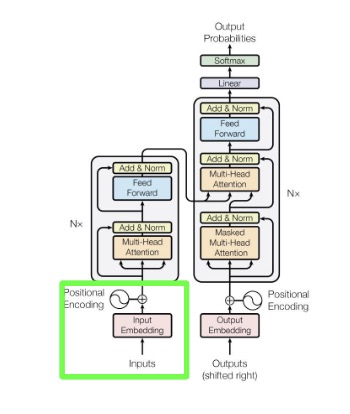 Output
Probabilities
Softmax
Linear
Add & Norm
Feed
Forward
Add & Norm
Multi-Head
Attention
Add & Norm
Masked
Multi-Head
Attention
Nx
Add & Norm
Feed
Forward
Add & Norm
Multi-Head
Attention
Nx
Positional
Encoding
Input
Embedding
Inputs
Positional
Encoding
Output
Embedding
Outputs
(shifted right)